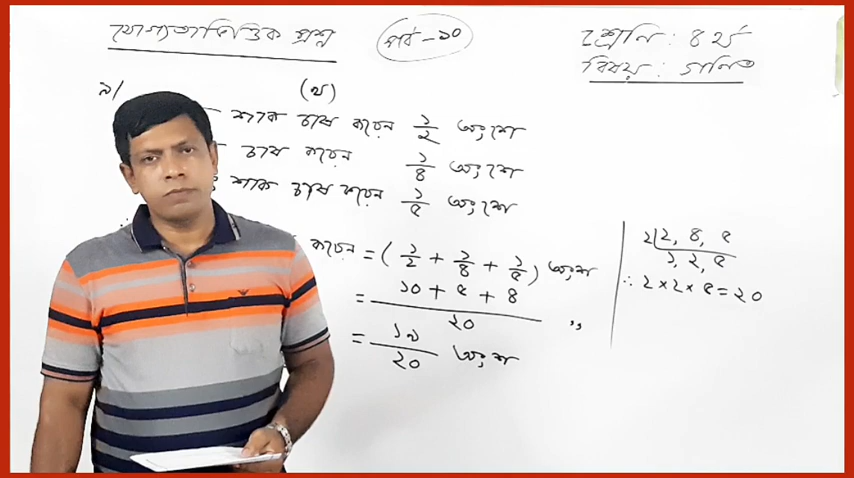 যোগ্যতাভিত্তিক প্রশ্ন
পর্ব-১০
শ্রেণি : ৪র্থ
বিষয় : গণিত
৯/ (খ)
শাক চাষ করেন ১/২ অংশে
চাষ করেন ১/৪ অংশে
শাক চাষ করেন ১/৫ অংশে
করেন = (১/২ + ১/৪ + ১/৫) অংশ
= ১০ + ৫ + ৪ / ২০ ,,
= ১৯/২০ অংশ
২ | ২, ৪, ৫
১, ২, ৫
∴ ২ × ২ × ৫ = ২০